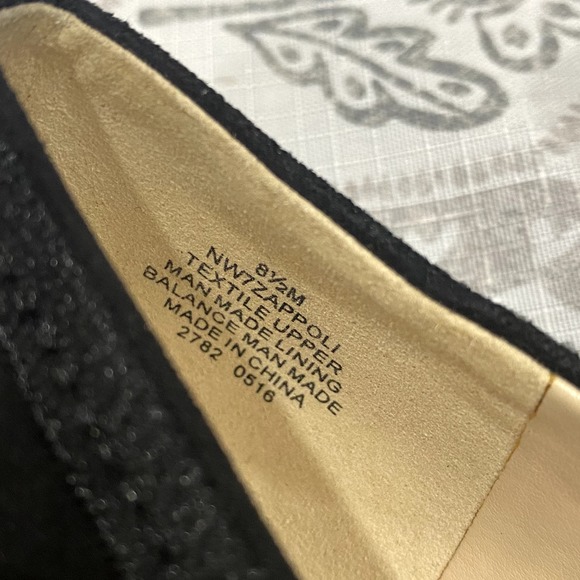 8½M
NW7ZAPPOLI
TEXTILE UPPER
MAN MADE LINING
BALANCE MAN MADE
MADE IN CHINA
2782 0516